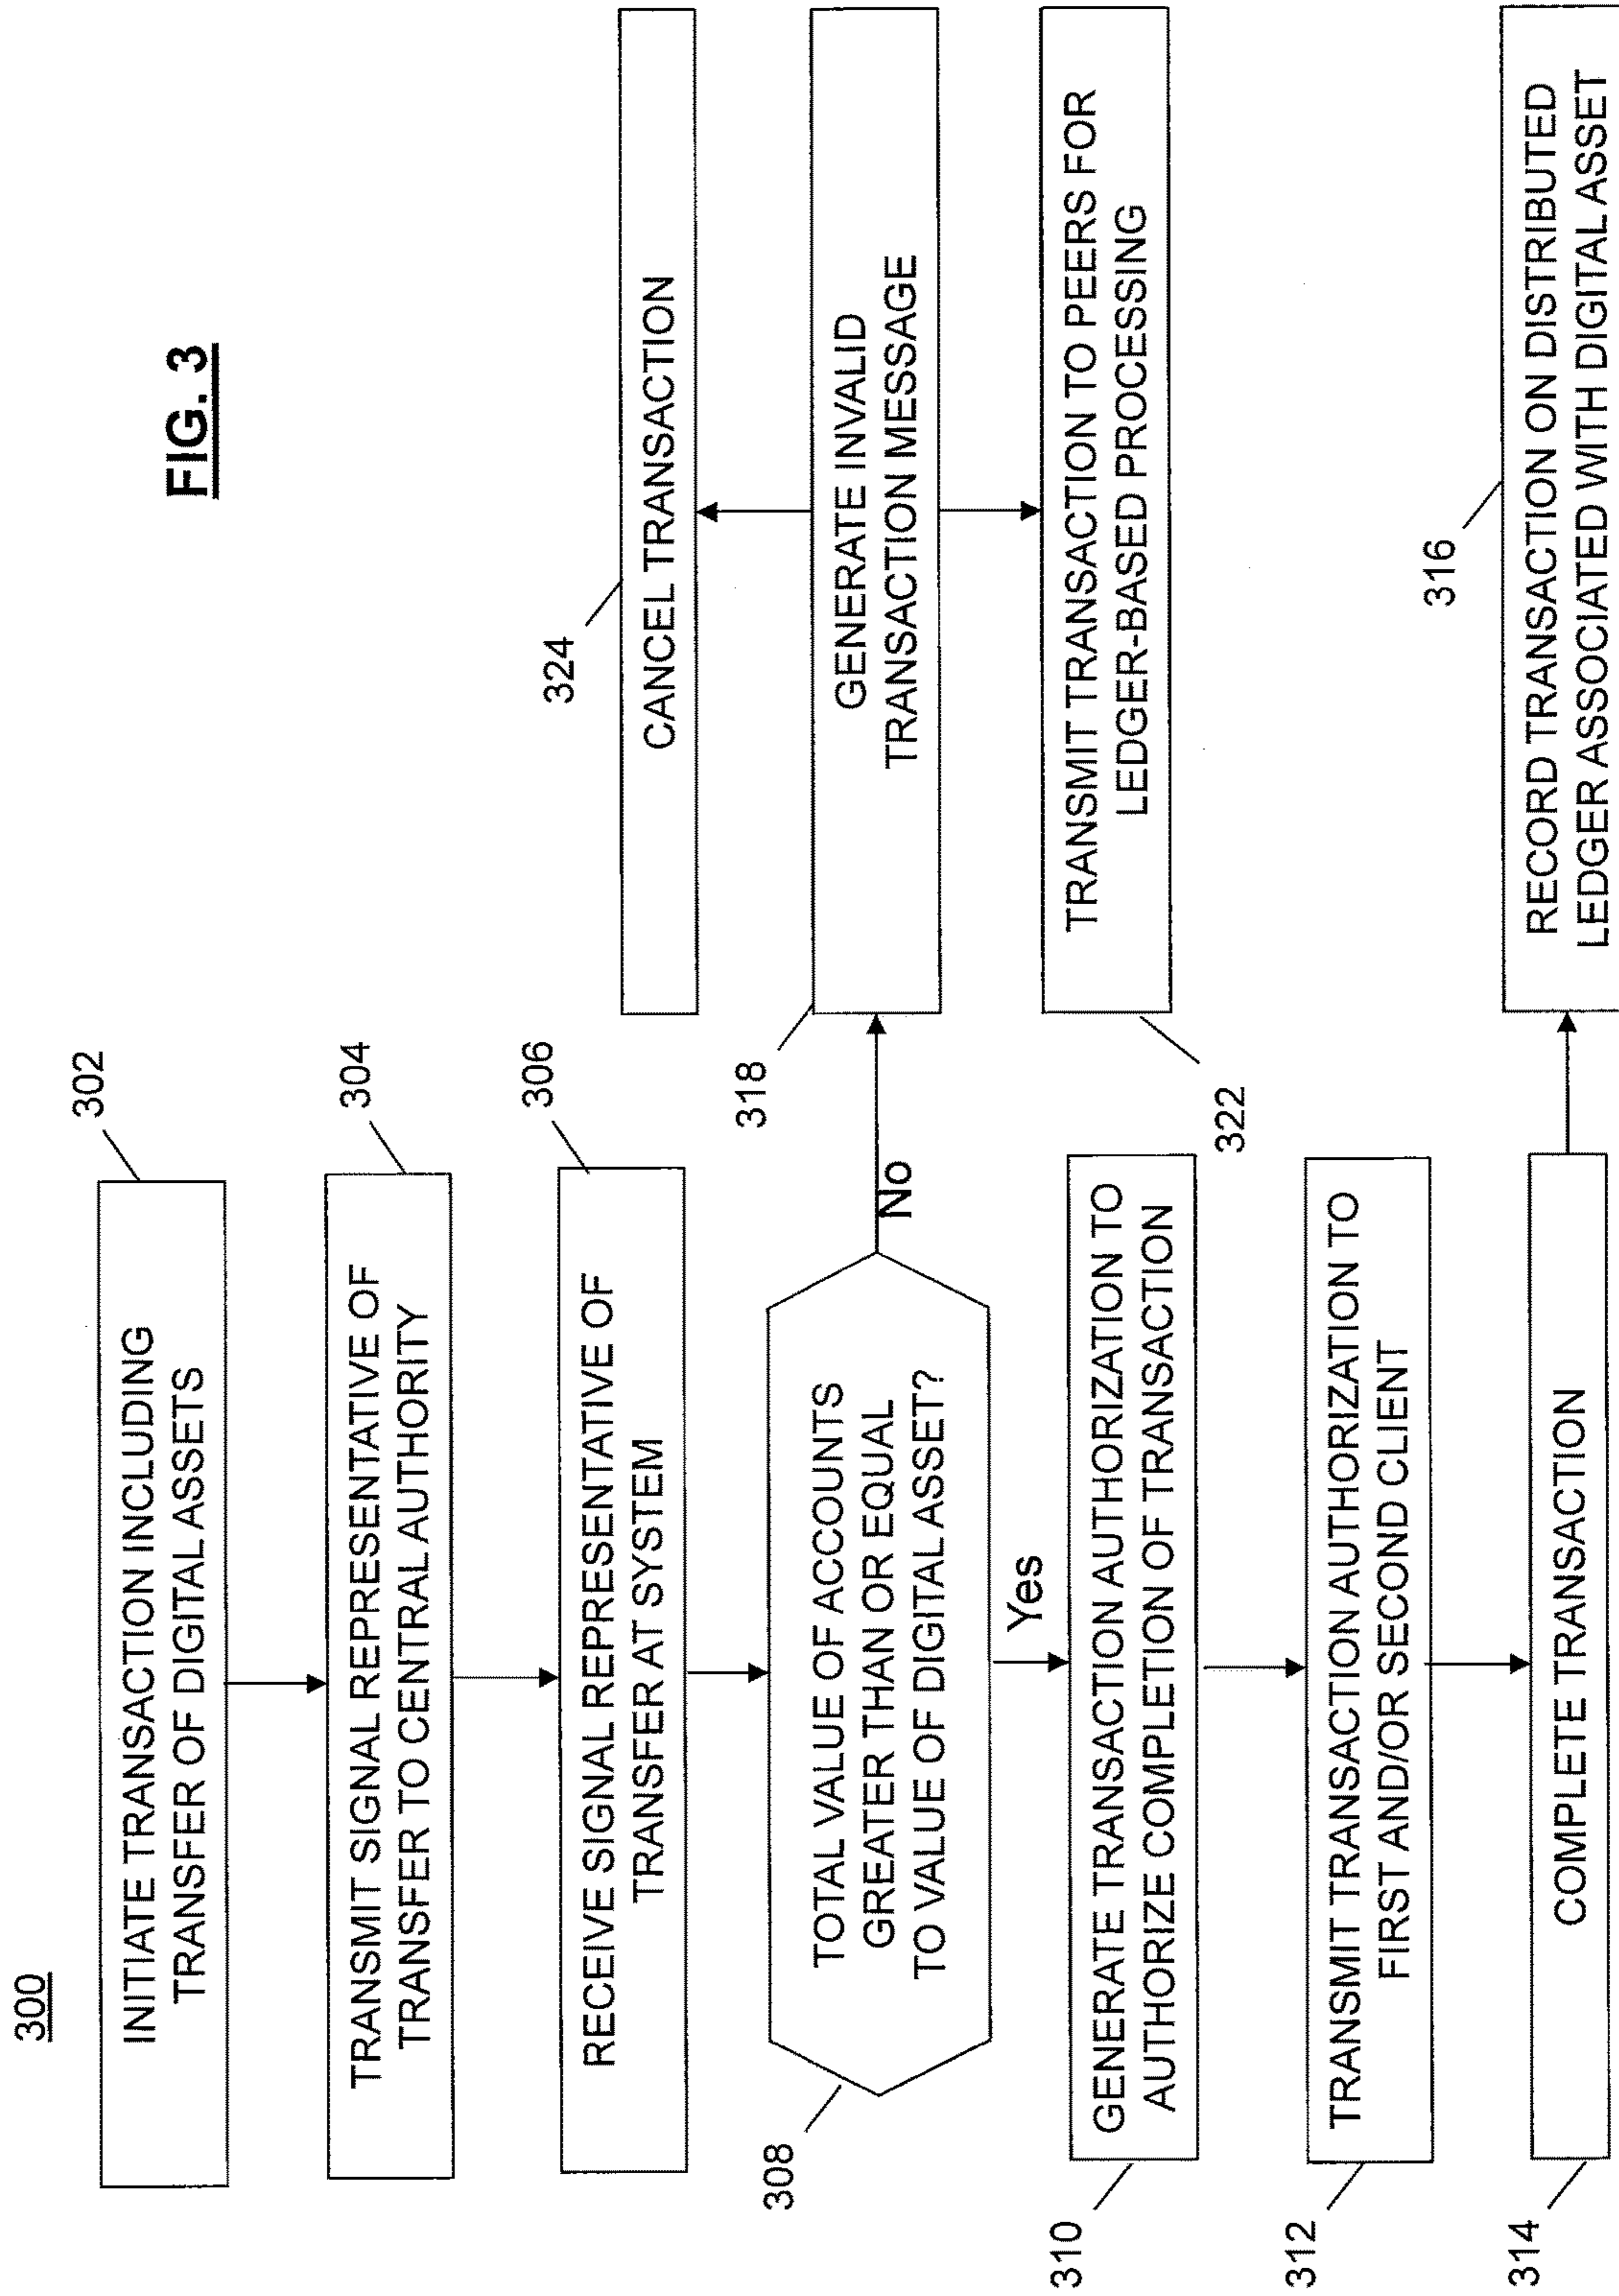 300
FIG. 3
302
INITIATE TRANSACTION INCLUDING
TRANSFER OF DIGITAL ASSETS
304
TRANSMIT SIGNAL REPRESENTATIVE OF
TRANSFER TO CENTRAL AUTHORITY
306
RECEIVE SIGNAL REPRESENTATIVE OF
TRANSFER AT SYSTEM
308
TOTAL VALUE OF ACCOUNTS
GREATER THAN OR EQUAL
TO VALUE OF DIGITAL ASSET?
No
Yes
324
CANCEL TRANSACTION
318
GENERATE INVALID
TRANSACTION MESSAGE
322
TRANSMIT TRANSACTION TO PEERS FOR
LEDGER-BASED PROCESSING
310
GENERATE TRANSACTION AUTHORIZATION TO
AUTHORIZE COMPLETION OF TRANSACTION
312
TRANSMIT TRANSACTION AUTHORIZATION TO
FIRST AND/OR SECOND CLIENT
314
COMPLETE TRANSACTION
316
RECORD TRANSACTION ON DISTRIBUTED
LEDGER ASSOCIATED WITH DIGITAL ASSET